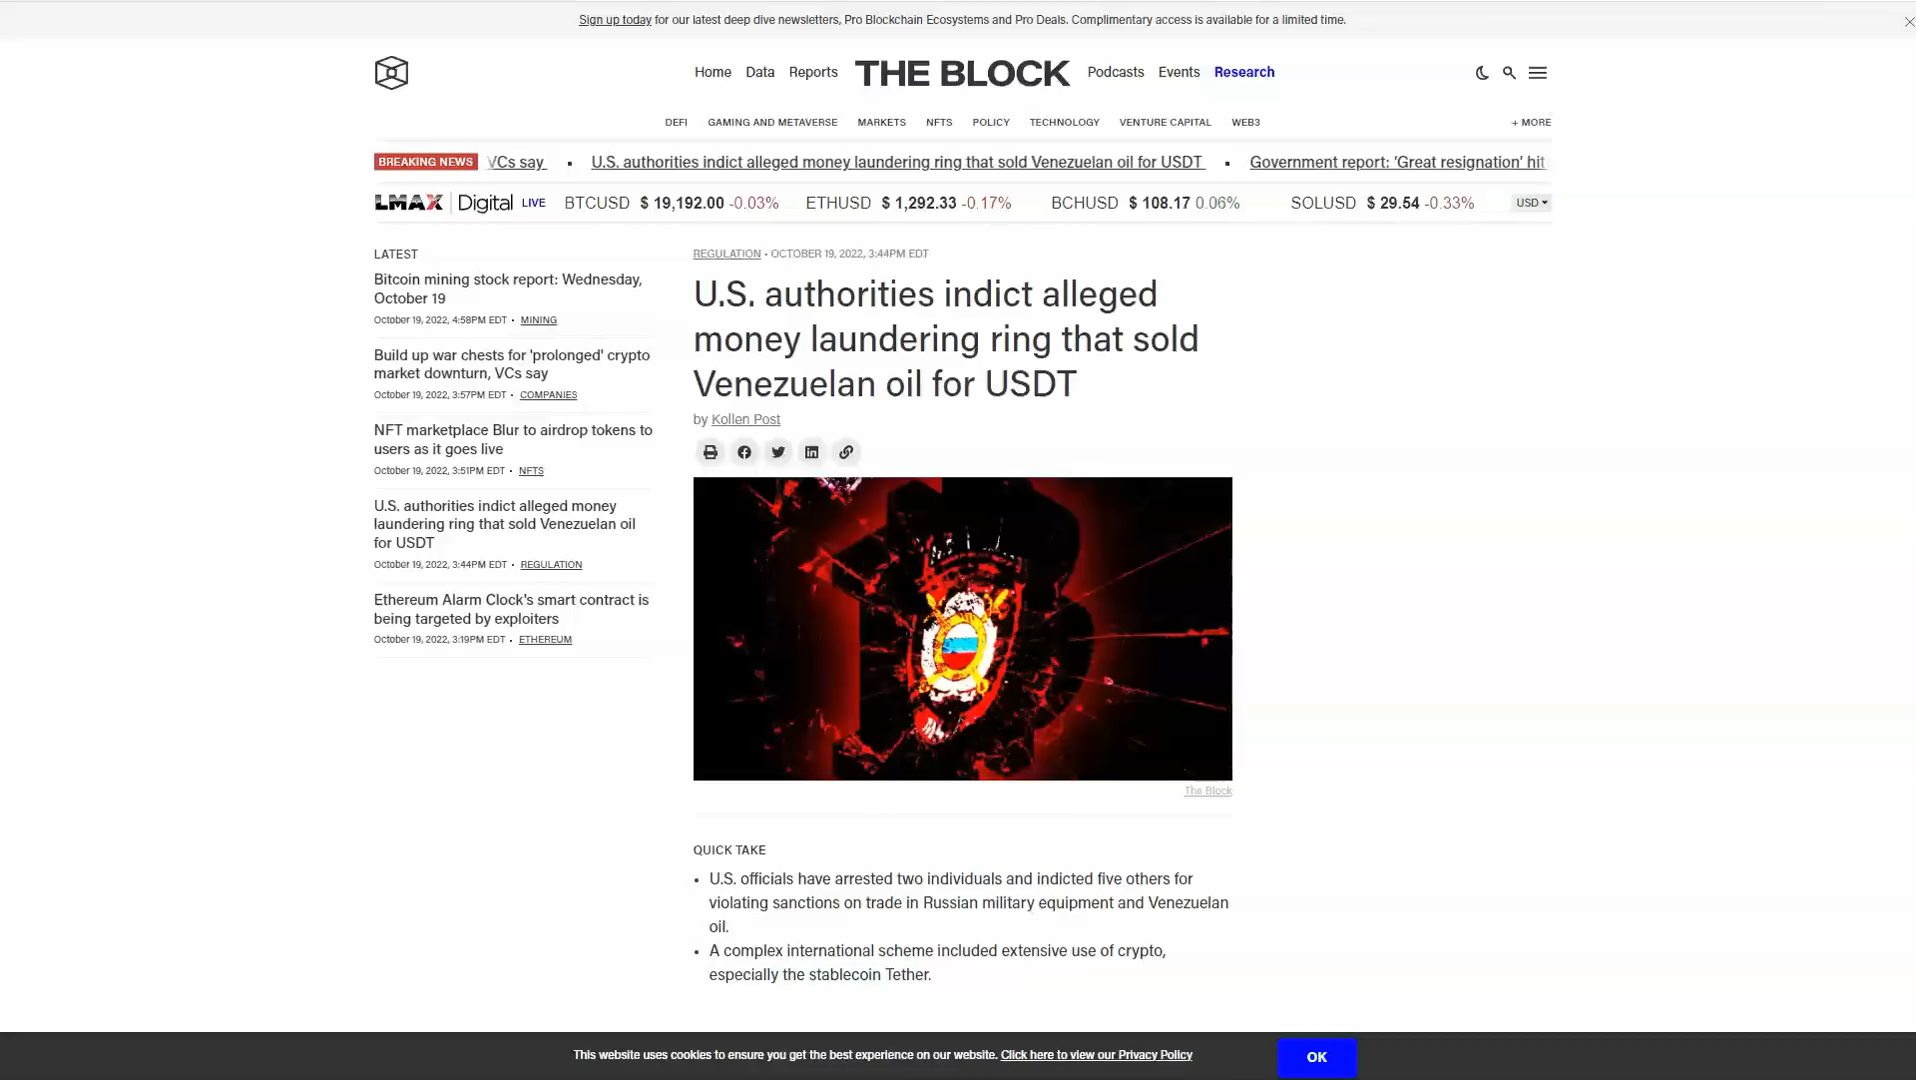 Sign up today for our latest deep dive newsletters, Pro Blockchain Ecosystems and Pro Deals. Complimentary access is available for a limited time.
Home Data Reports THE BLOCK Podcasts Events Research
DEFI GAMING AND METAVERSE MARKETS NFTS POLICY TECHNOLOGY VENTURE CAPITAL WEB3 + MORE
BREAKING NEWS VCs say • U.S. authorities indict alleged money laundering ring that sold Venezuelan oil for USDT • Government report: 'Great resignation' hit
LMAX Digital LIVE BTCUSD $ 19,192.00 -0.03% ETHUSD $ 1,292.33 -0.17% BCHUSD $ 108.17 0.06% SOLUSD $ 29.54 -0.33% USD
LATEST
Bitcoin mining stock report: Wednesday,
October 19
October 19, 2022, 4:58PM EDT • MINING
Build up war chests for 'prolonged' crypto
market downturn, VCs say
October 19, 2022, 3:57PM EDT • COMPANIES
NFT marketplace Blur to airdrop tokens to
users as it goes live
October 19, 2022, 3:51PM EDT • NFTS
U.S. authorities indict alleged money
laundering ring that sold Venezuelan oil
for USDT
October 19, 2022, 3:44PM EDT • REGULATION
Ethereum Alarm Clock's smart contract is
being targeted by exploiters
October 19, 2022, 3:19PM EDT • ETHEREUM
REGULATION • OCTOBER 19, 2022, 3:44PM EDT
U.S. authorities indict alleged
money laundering ring that sold
Venezuelan oil for USDT
by Kollen Post
The Block
QUICK TAKE
• U.S. officials have arrested two individuals and indicted five others for
violating sanctions on trade in Russian military equipment and Venezuelan
oil.
• A complex international scheme included extensive use of crypto,
especially the stablecoin Tether.
This website uses cookies to ensure you get the best experience on our website. Click here to view our Privacy Policy
OK